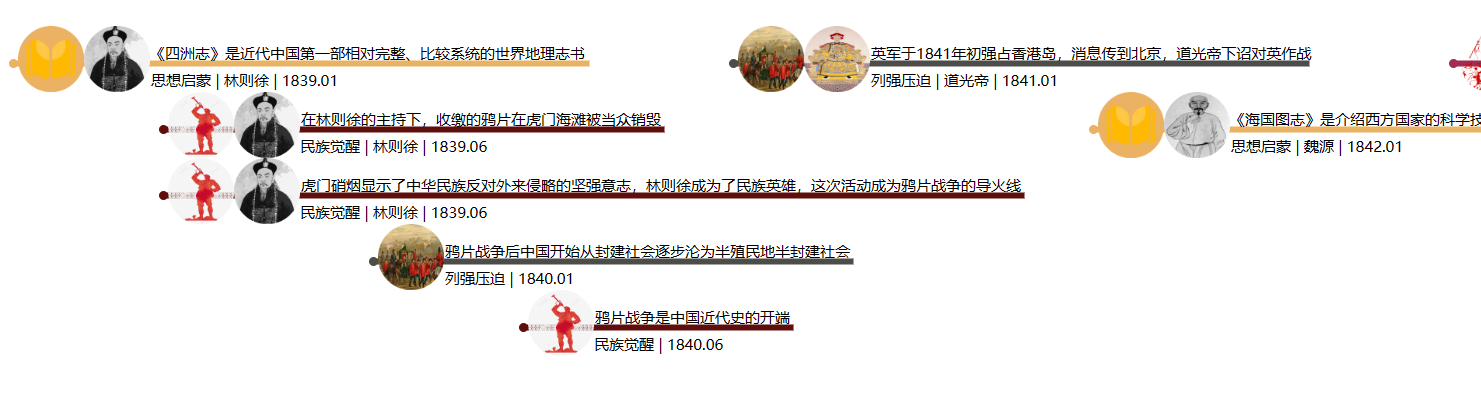 《四洲志》是近代中国第一部相对完整、比较系统的世界地理志书
思想启蒙 | 林则徐 | 1839.01
英军于1841年初强占香港岛，消息传到北京，道光帝下诏对英作战
列强压迫 | 道光帝 | 1841.01
在林则徐的主持下，收缴的鸦片在虎门海滩被当众销毁
民族觉醒 | 林则徐 | 1839.06
《海国图志》是介绍西方国家的科学技
思想启蒙 | 魏源 | 1842.01
虎门硝烟显示了中华民族反对外来侵略的坚强意志，林则徐成为了民族英雄，这次活动成为鸦片战争的导火线
民族觉醒 | 林则徐 | 1839.06
鸦片战争后中国开始从封建社会逐步沦为半殖民地半封建社会
列强压迫 | 1840.01
鸦片战争是中国近代史的开端
民族觉醒 | 1840.06